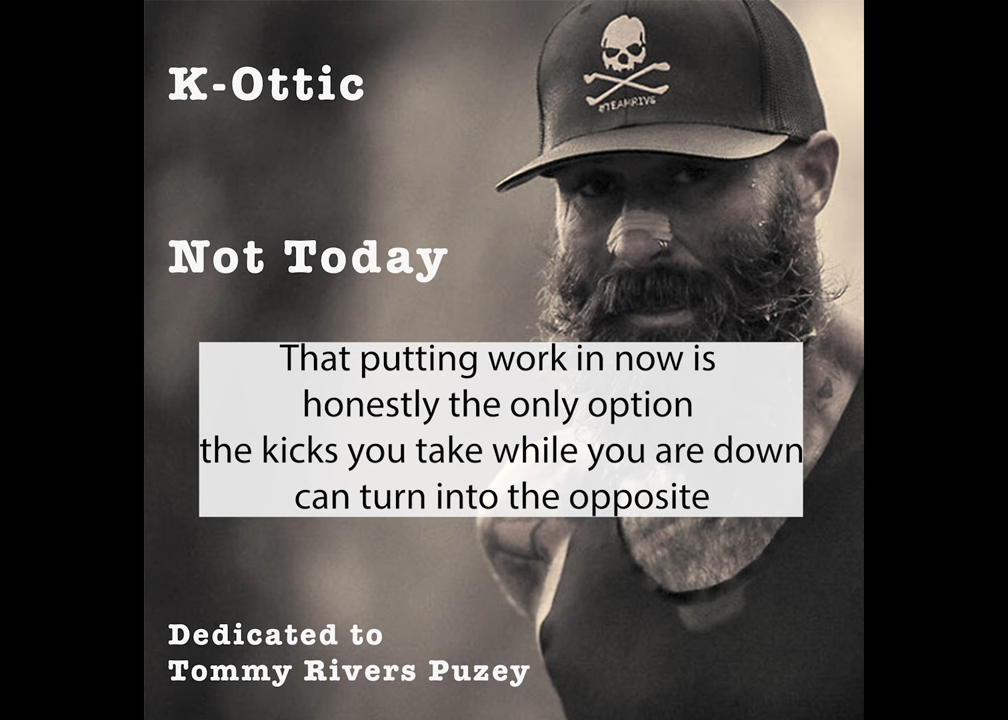 #TEAMRIVS
K-Ottic
Not Today
That putting work in now is
honestly the only option
the kicks you take while you are down
can turn into the opposite
Dedicated to
Tommy Rivers Puzey